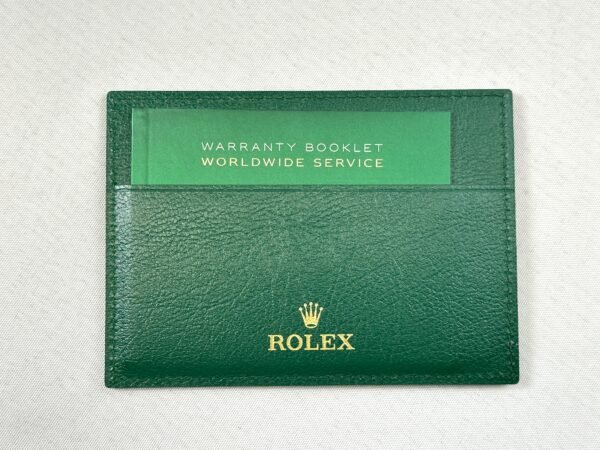 WARRANTY BOOKLET
WORLDWIDE SERVICE
ROLEX